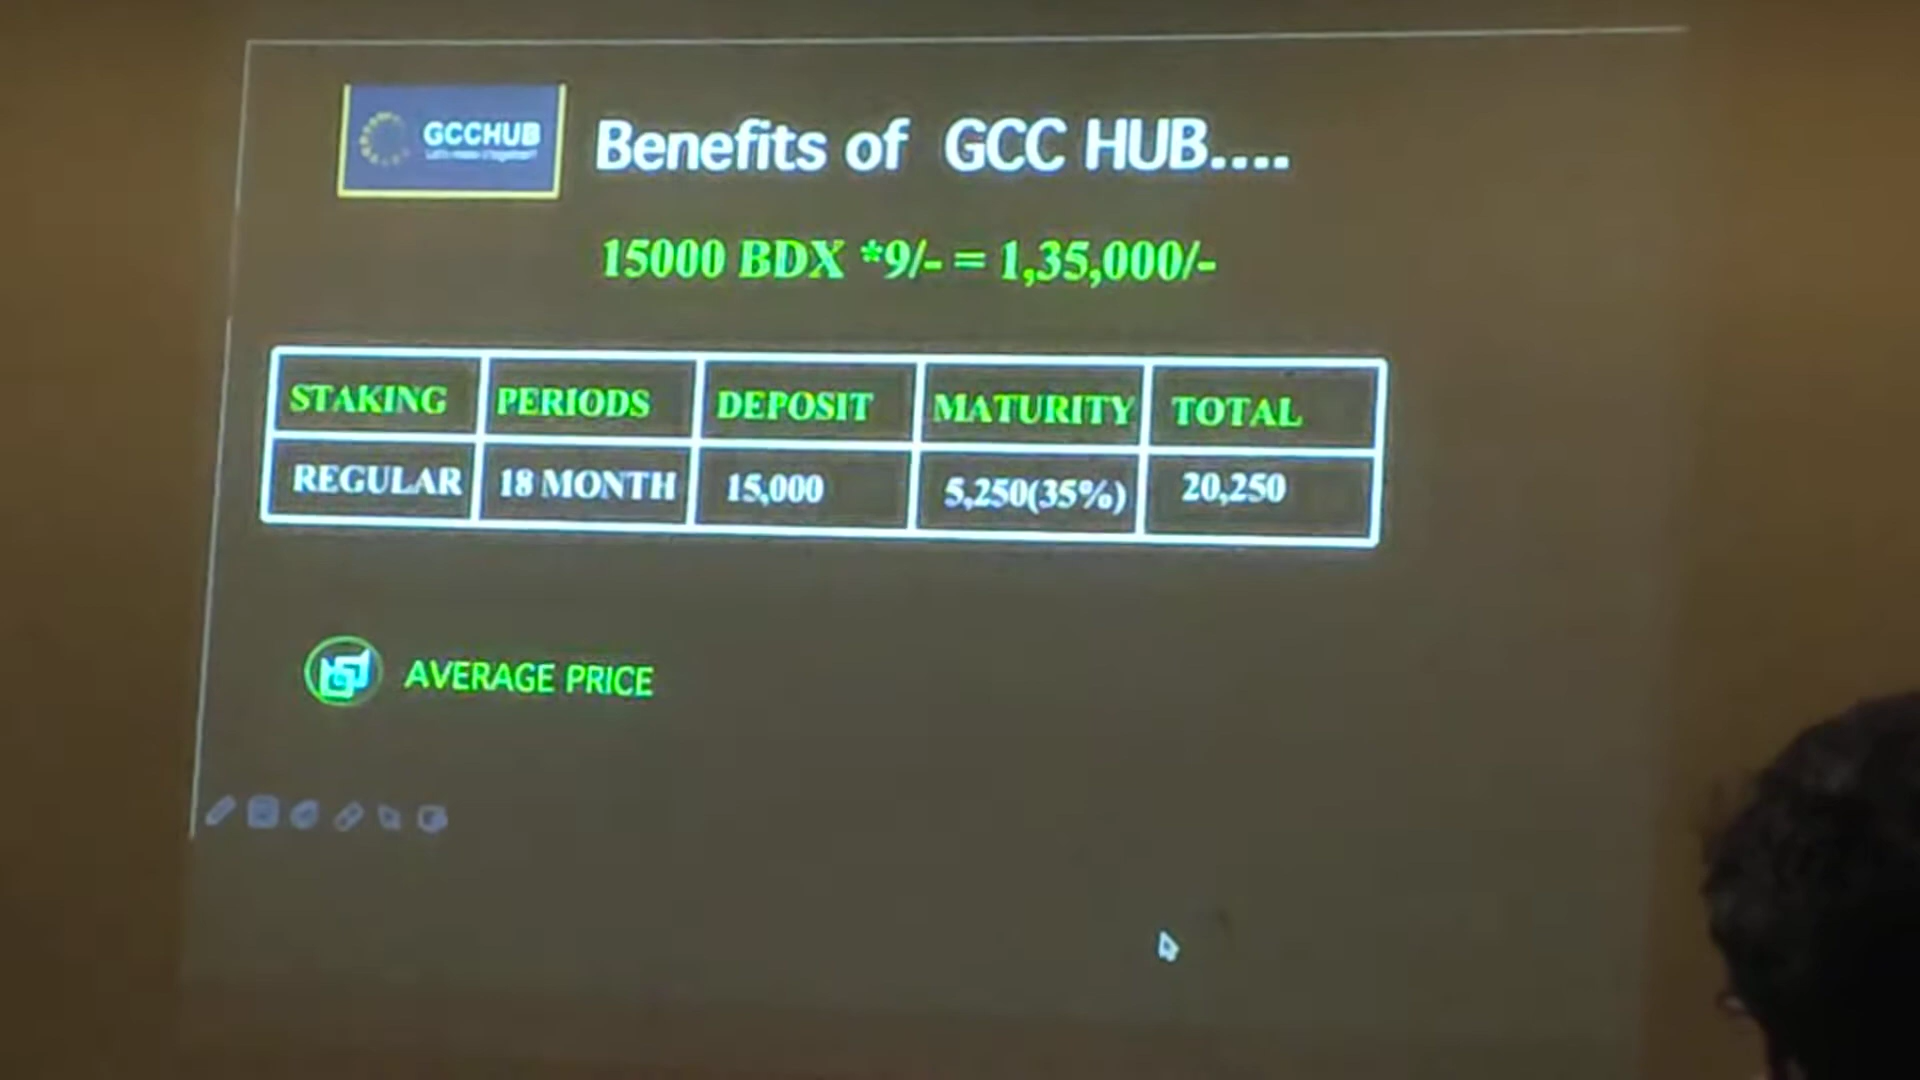 GCCHUB
Benefits of GCC HUB....
15000 BDX *9/- = 1,35,000/-
STAKING PERIODS DEPOSIT MATURITY TOTAL
REGULAR 18 MONTH 15,000 5,250(35%) 20,250
AVERAGE PRICE